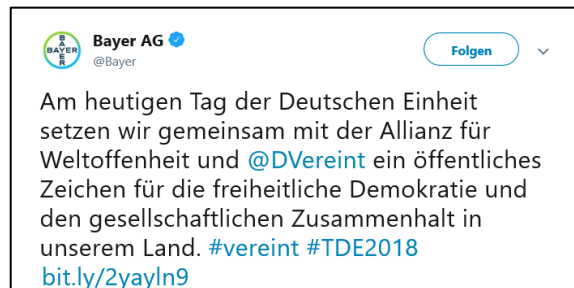 BAYER
BAYER
Bayer AG
@Bayer
Folgen
Am heutigen Tag der Deutschen Einheit
setzen wir gemeinsam mit der Allianz für
Weltoffenheit und @DVereint ein öffentliches
Zeichen für die freiheitliche Demokratie und
den gesellschaftlichen Zusammenhalt in
unserem Land. #vereint #TDE2018
bit.ly/2yayln9